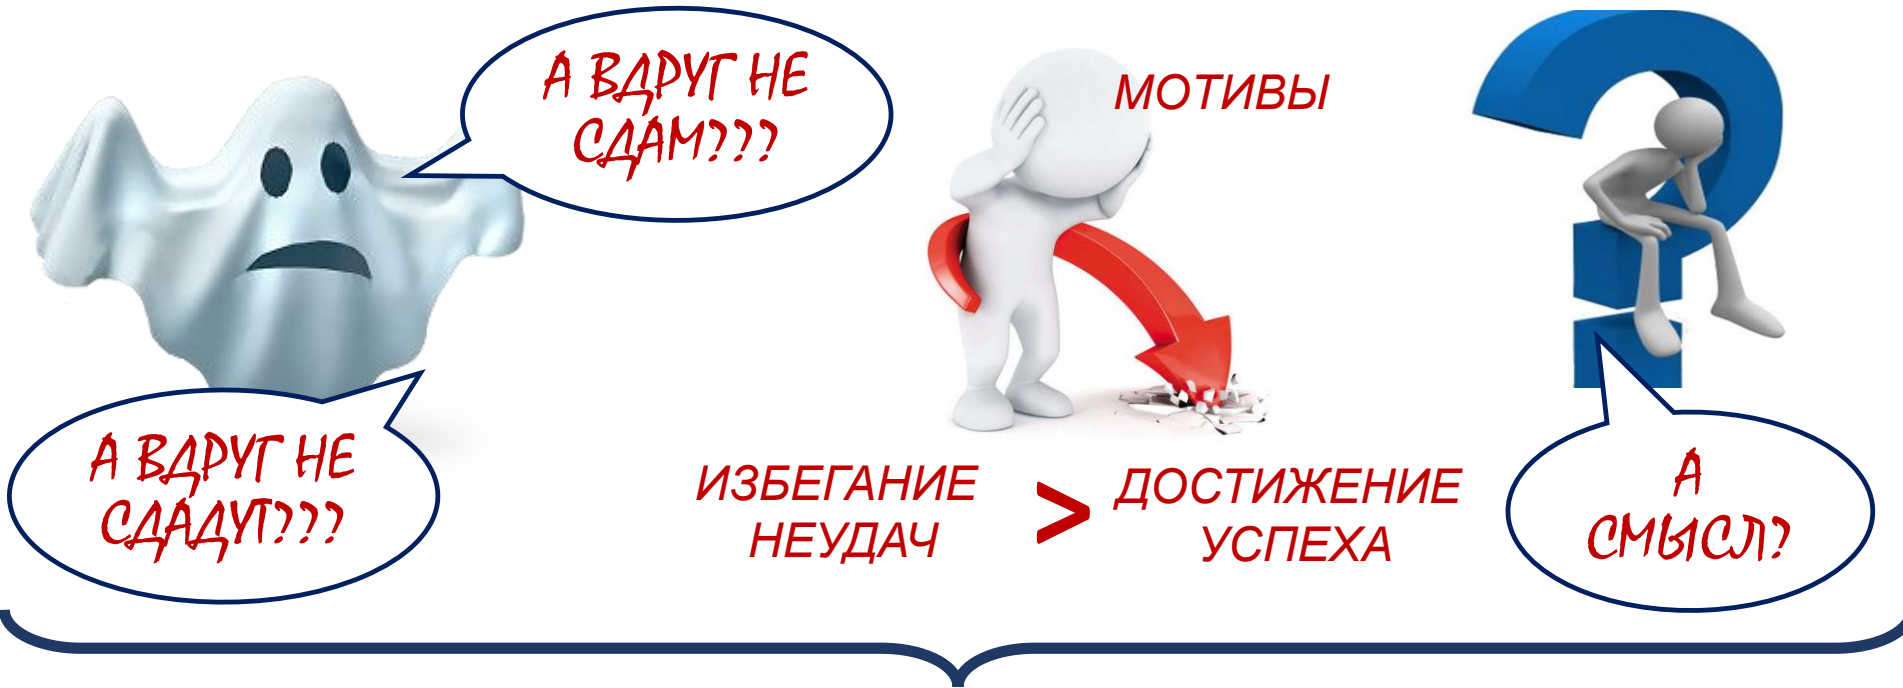 А ВДРУГ НЕ
СДАМ???
МОТИВЫ
А ВДРУГ НЕ
СДАДУТ???
ИЗБЕГАНИЕ
НЕУДАЧ
>
ДОСТИЖЕНИЕ
УСПЕХА
А
СМЫСЛ?